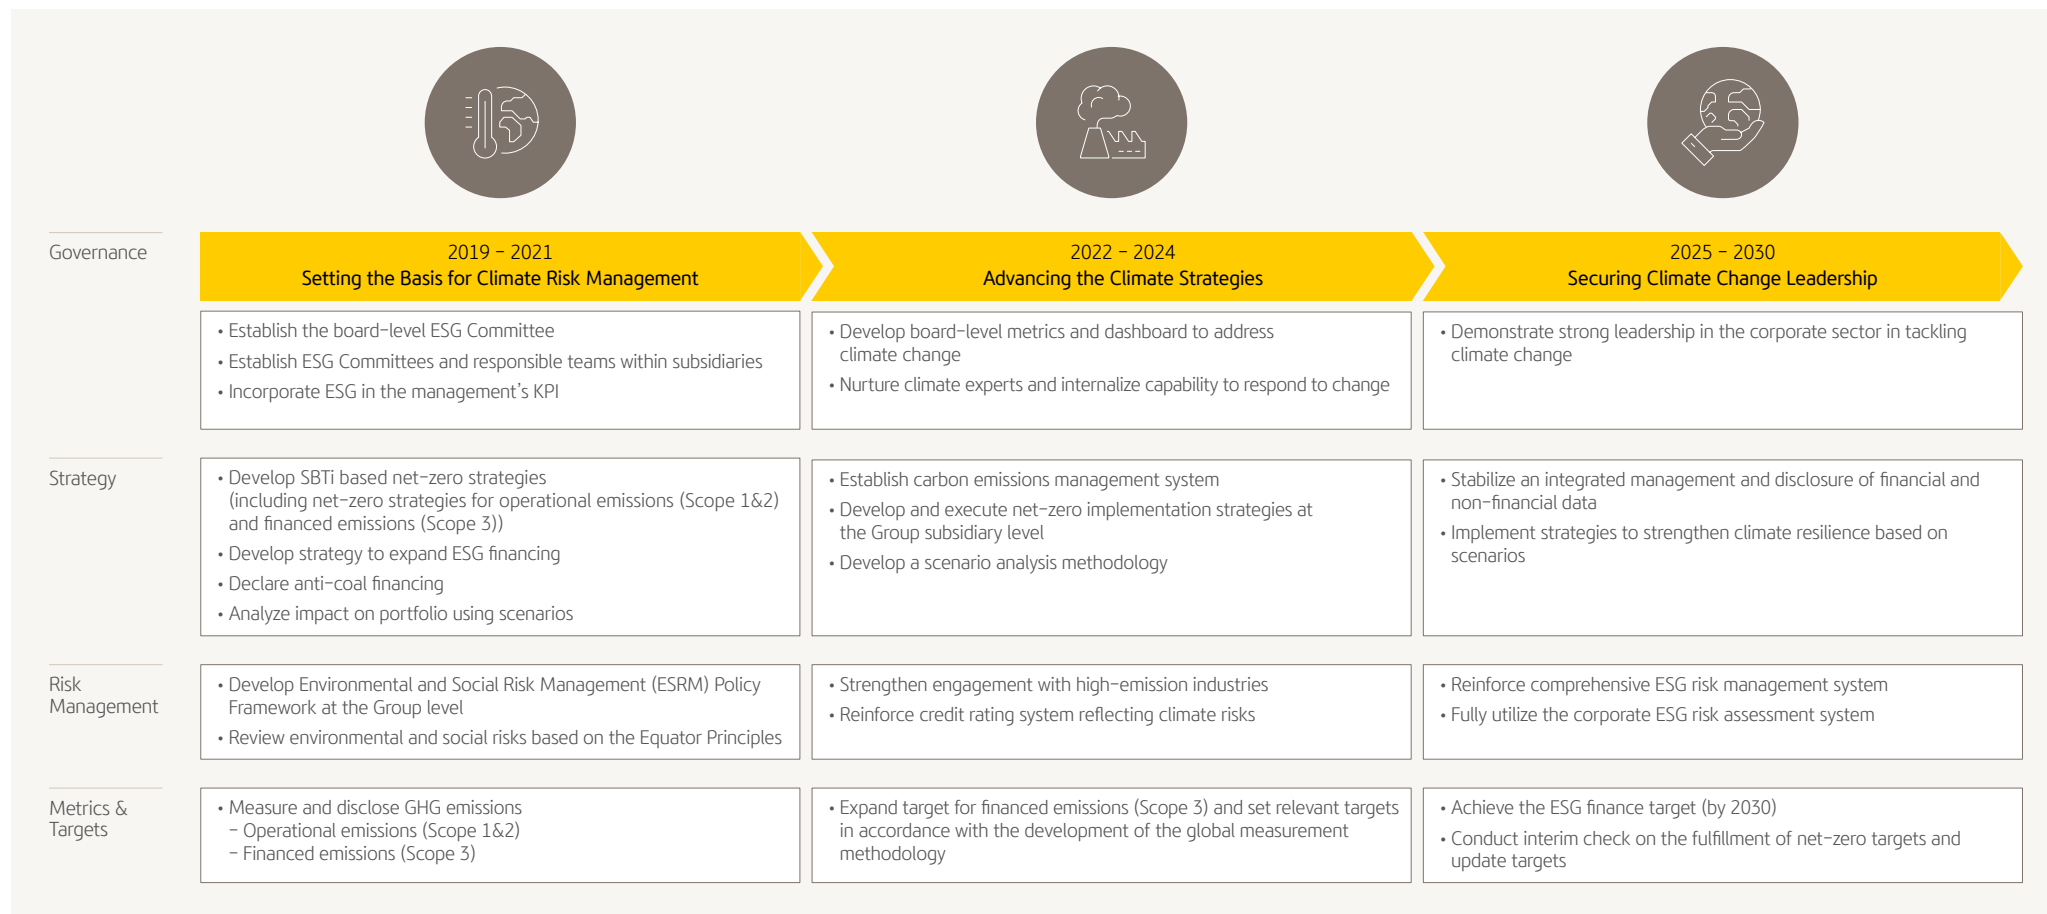 Governance
2019 – 2021
Setting the Basis for Climate Risk Management
2022 – 2024
Advancing the Climate Strategies
2025 – 2030
Securing Climate Change Leadership
• Establish the board-level ESG Committee
• Establish ESG Committees and responsible teams within subsidiaries
• Incorporate ESG in the management's KPI
• Develop board-level metrics and dashboard to address
climate change
• Nurture climate experts and internalize capability to respond to change
• Demonstrate strong leadership in the corporate sector in tackling
climate change
Strategy
• Develop SBTi based net-zero strategies
(including net-zero strategies for operational emissions (Scope 1&2)
and financed emissions (Scope 3))
• Develop strategy to expand ESG financing
• Declare anti-coal financing
• Analyze impact on portfolio using scenarios
• Establish carbon emissions management system
• Develop and execute net-zero implementation strategies at
the Group subsidiary level
• Develop a scenario analysis methodology
• Stabilize an integrated management and disclosure of financial and
non-financial data
• Implement strategies to strengthen climate resilience based on
scenarios
Risk
Management
• Develop Environmental and Social Risk Management (ESRM) Policy
Framework at the Group level
• Review environmental and social risks based on the Equator Principles
• Strengthen engagement with high-emission industries
• Reinforce credit rating system reflecting climate risks
• Reinforce comprehensive ESG risk management system
• Fully utilize the corporate ESG risk assessment system
Metrics &
Targets
• Measure and disclose GHG emissions
– Operational emissions (Scope 1&2)
– Financed emissions (Scope 3)
• Expand target for financed emissions (Scope 3) and set relevant targets
in accordance with the development of the global measurement
methodology
• Achieve the ESG finance target (by 2030)
• Conduct interim check on the fulfillment of net-zero targets and
update targets